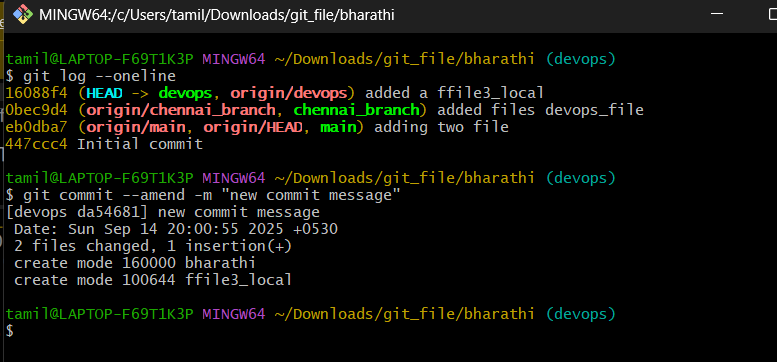 MINGW64:/c/Users/tamil/Downloads/git_file/bharathi
tamil@LAPTOP-F69T1K3P MINGW64 ~/Downloads/git_file/bharathi (devops)
$ git log --oneline
16088f4 (HEAD -> devops, origin/devops) added a ffile3_local
0bec9d4 (origin/chennai_branch, chennai_branch) added files devops_file
eb0dba7 (origin/main, origin/HEAD, main) adding two file
447ccc4 Initial commit
tamil@LAPTOP-F69T1K3P MINGW64 ~/Downloads/git_file/bharathi (devops)
$ git commit --amend -m "new commit message"
[devops da54681] new commit message
Date: Sun Sep 14 20:00:55 2025 +0530
2 files changed, 1 insertion(+)
create mode 160000 bharathi
create mode 100644 ffile3_local
tamil@LAPTOP-F69T1K3P MINGW64 ~/Downloads/git_file/bharathi (devops)
$